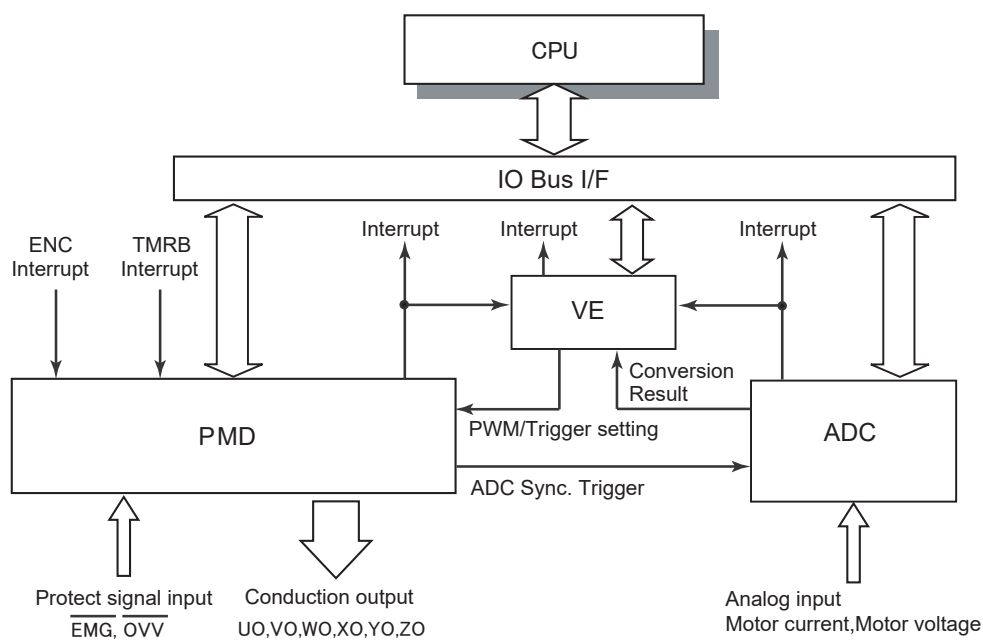 CPU
IO Bus I/F
Interrupt
Interrupt
Interrupt
ENC
Interrupt
TMRB
Interrupt
VE
Conversion
Result
PMD
PWM/Trigger setting
ADC
ADC Sync. Trigger
Protect signal input
EMG, OVV
Conduction output
UO,VO,WO,XO,YO,ZO
Analog input
Motor current,Motor voltage